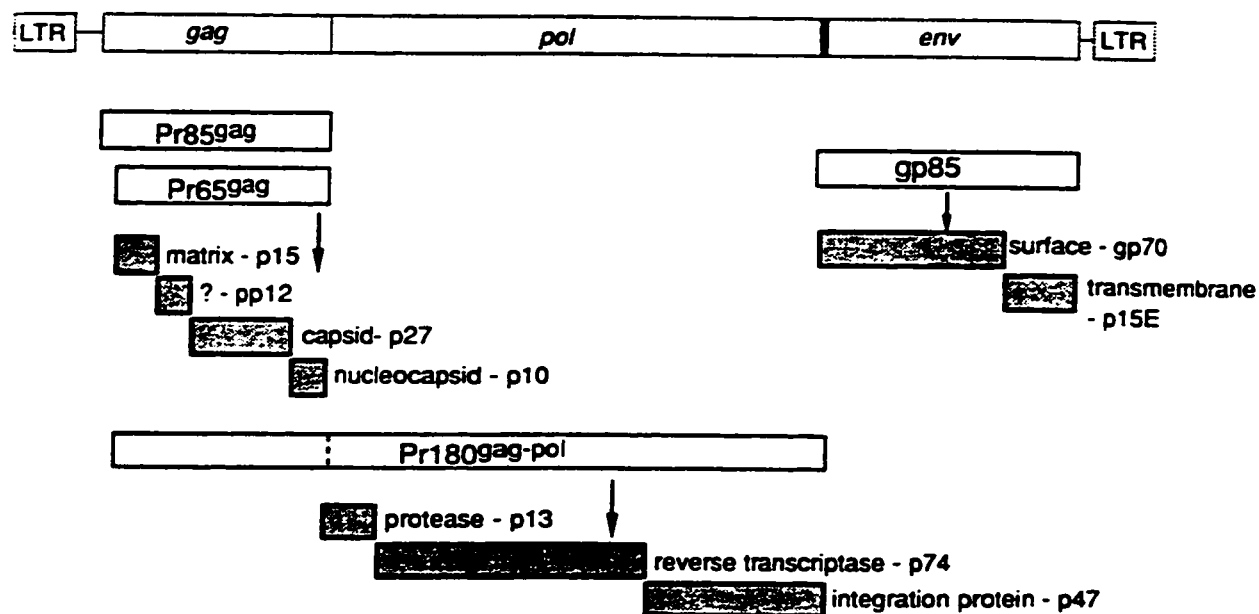 LTR gag pol env LTR
Pr85gag
Pr65gag
gp85
matrix - p15
surface - gp70
? - pp12
transmembrane
- p15E
capsid- p27
nucleocapsid - p10
Pr180gag-pol
protease - p13
reverse transcriptase - p74
integration protein - p47